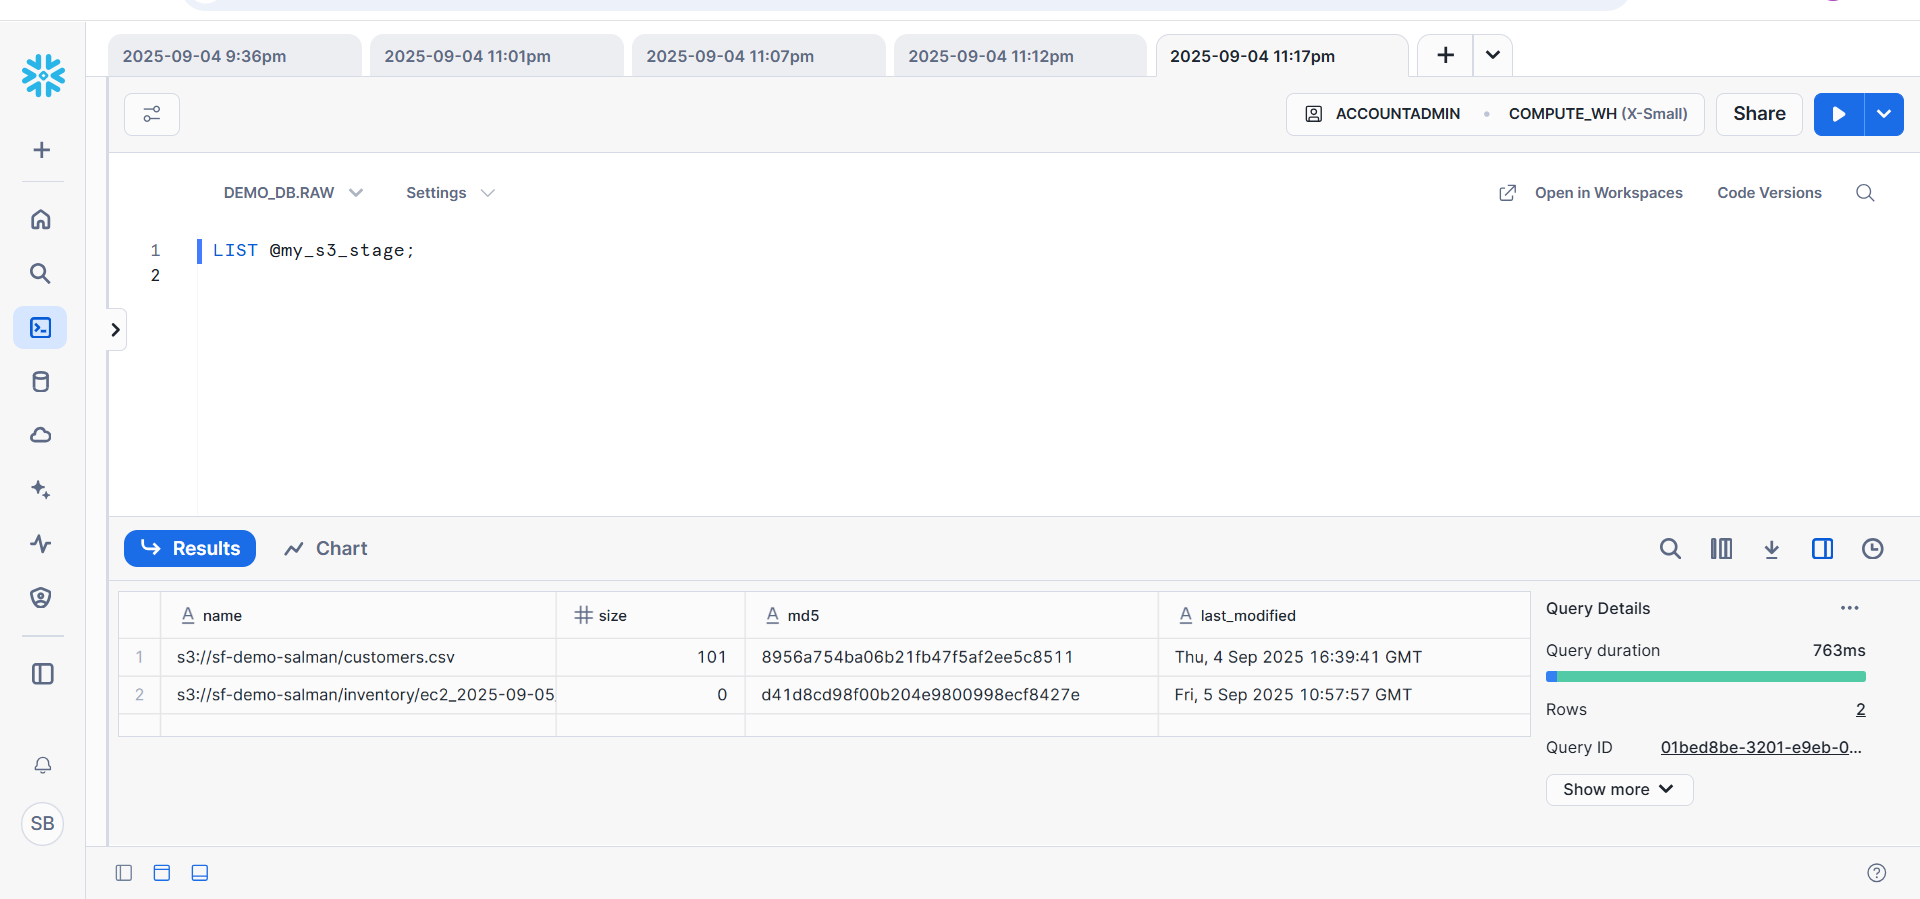 2025-09-04 9:36pm
2025-09-04 11:01pm
2025-09-04 11:07pm
2025-09-04 11:12pm
2025-09-04 11:17pm
ACCOUNTADMIN
COMPUTE_WH (X-Small)
Share
DEMO_DB.RAW
Settings
Open in Workspaces
Code Versions
1 LIST @my_s3_stage;
2
Results
Chart
name size md5 last_modified
1 s3://sf-demo-salman/customers.csv 101 8956a754ba06b21fb47f5af2ee5c8511 Thu, 4 Sep 2025 16:39:41 GMT
2 s3://sf-demo-salman/inventory/ec2_2025-09-05 0 d41d8cd98f00b204e9800998ecf8427e Fri, 5 Sep 2025 10:57:57 GMT
Query Details
Query duration 763ms
Rows 2
Query ID 01bed8be-3201-e9eb-0...
Show more
SB